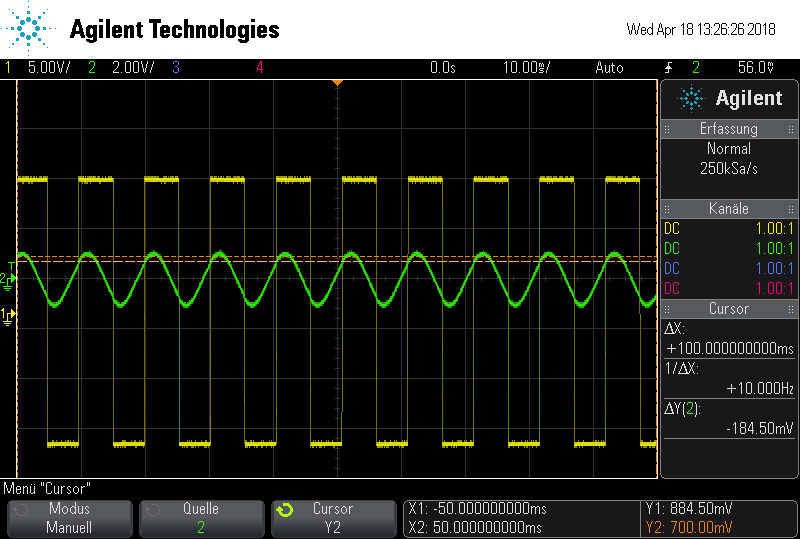 Agilent Technologies
Wed Apr 18 13:26:26 2018
1 5.00V/ 2 2.00V/ 3 4 0.0s 10.00ms/ Auto 2 56.0V
Agilent
Erfassung
Normal
250kSa/s
Kanäle
DC 1.00:1
DC 1.00:1
DC 1.00:1
DC 1.00:1
Cursor
ΔX:
+100.000000000ms
1/ΔX:
+10.000Hz
ΔY(2):
-184.50mV
T
2
1
Menü "Cursor"
Modus
Manuell
Quelle
2
Cursor
Y2
X1: -50.000000000ms
X2: 50.000000000ms
Y1: 884.50mV
Y2: 700.00mV